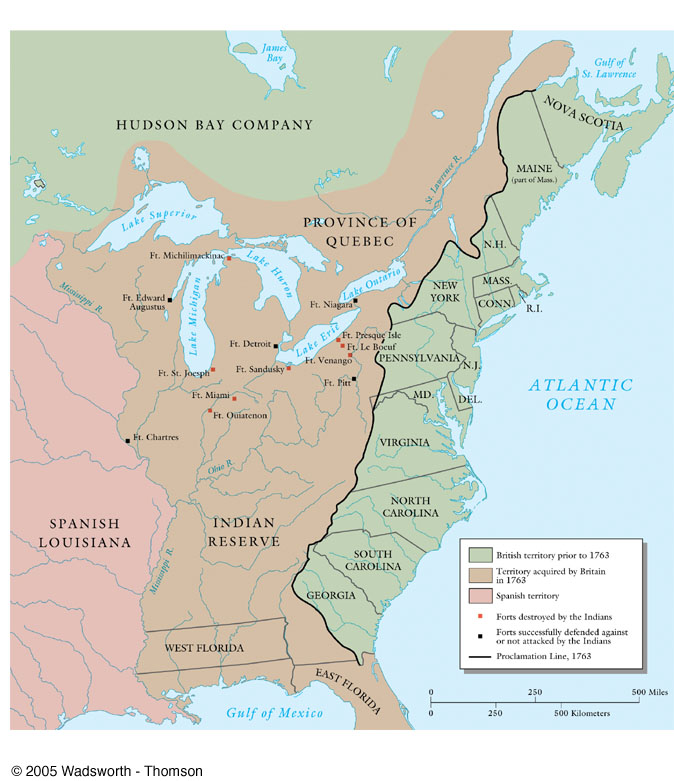 James
Bay
Gulf of
St. Lawrence
NOVA SCOTIA
HUDSON BAY COMPANY
MAINE
(part of Mass.)
St. Lawrence R.
Lake Superior
PROVINCE OF
QUEBEC
N.H.
Ft. Michilimackinac
Lake Huron
Mississippi R.
Ft. Edward
Augustus
Lake Michigan
Lake Ontario
Ft. Niagara
NEW
YORK
MASS.
CONN.
R.I.
Ft. Detroit
Lake Erie
Ft. Presque Isle
Ft. Le Boeuf
Ft. Venango
PENNSYLVANIA
N.J.
Ft. St. Joesph
Ft. Sandusky
Ft. Pitt
Ft. Miami
MD.
DEL.
ATLANTIC
OCEAN
Ft. Ouiatenon
Ft. Chartres
VIRGINIA
Ohio R.
NORTH
CAROLINA
SPANISH
LOUISIANA
INDIAN
RESERVE
SOUTH
CAROLINA
Mississippi R.
GEORGIA
WEST FLORIDA
EAST FLORIDA
Gulf of Mexico
British territory prior to 1763
Territory acquired by Britain
in 1763
Spanish territory
Forts destroyed by the Indians
Forts successfully defended against
or not attacked by the Indians
Proclamation Line, 1763
0 250 500 Miles
0 250 500 Kilometers
© 2005 Wadsworth - Thomson